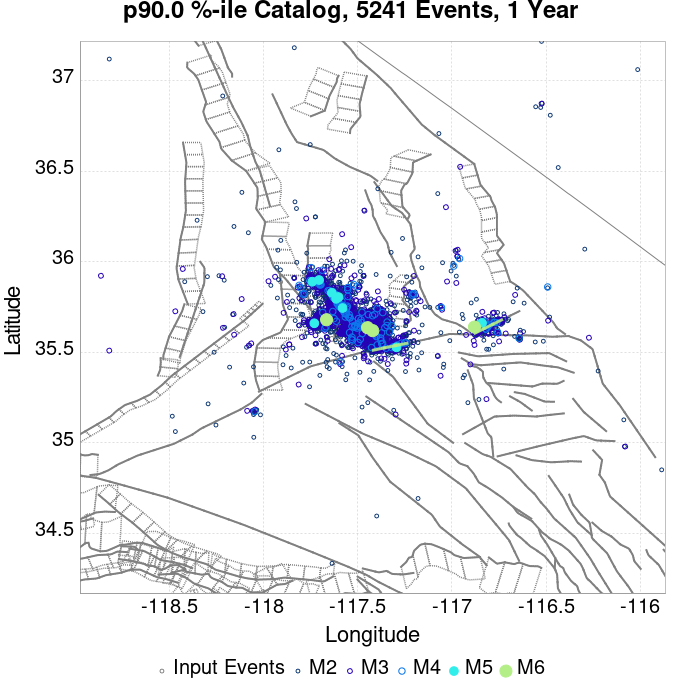 p90.0 %-ile Catalog, 5241 Events, 1 Year
37
36.5
36
35.5
35
34.5
Latitude
-118.5 -118 -117.5 -117 -116.5 -116
Longitude
Input Events M2 M3 M4 M5 M6